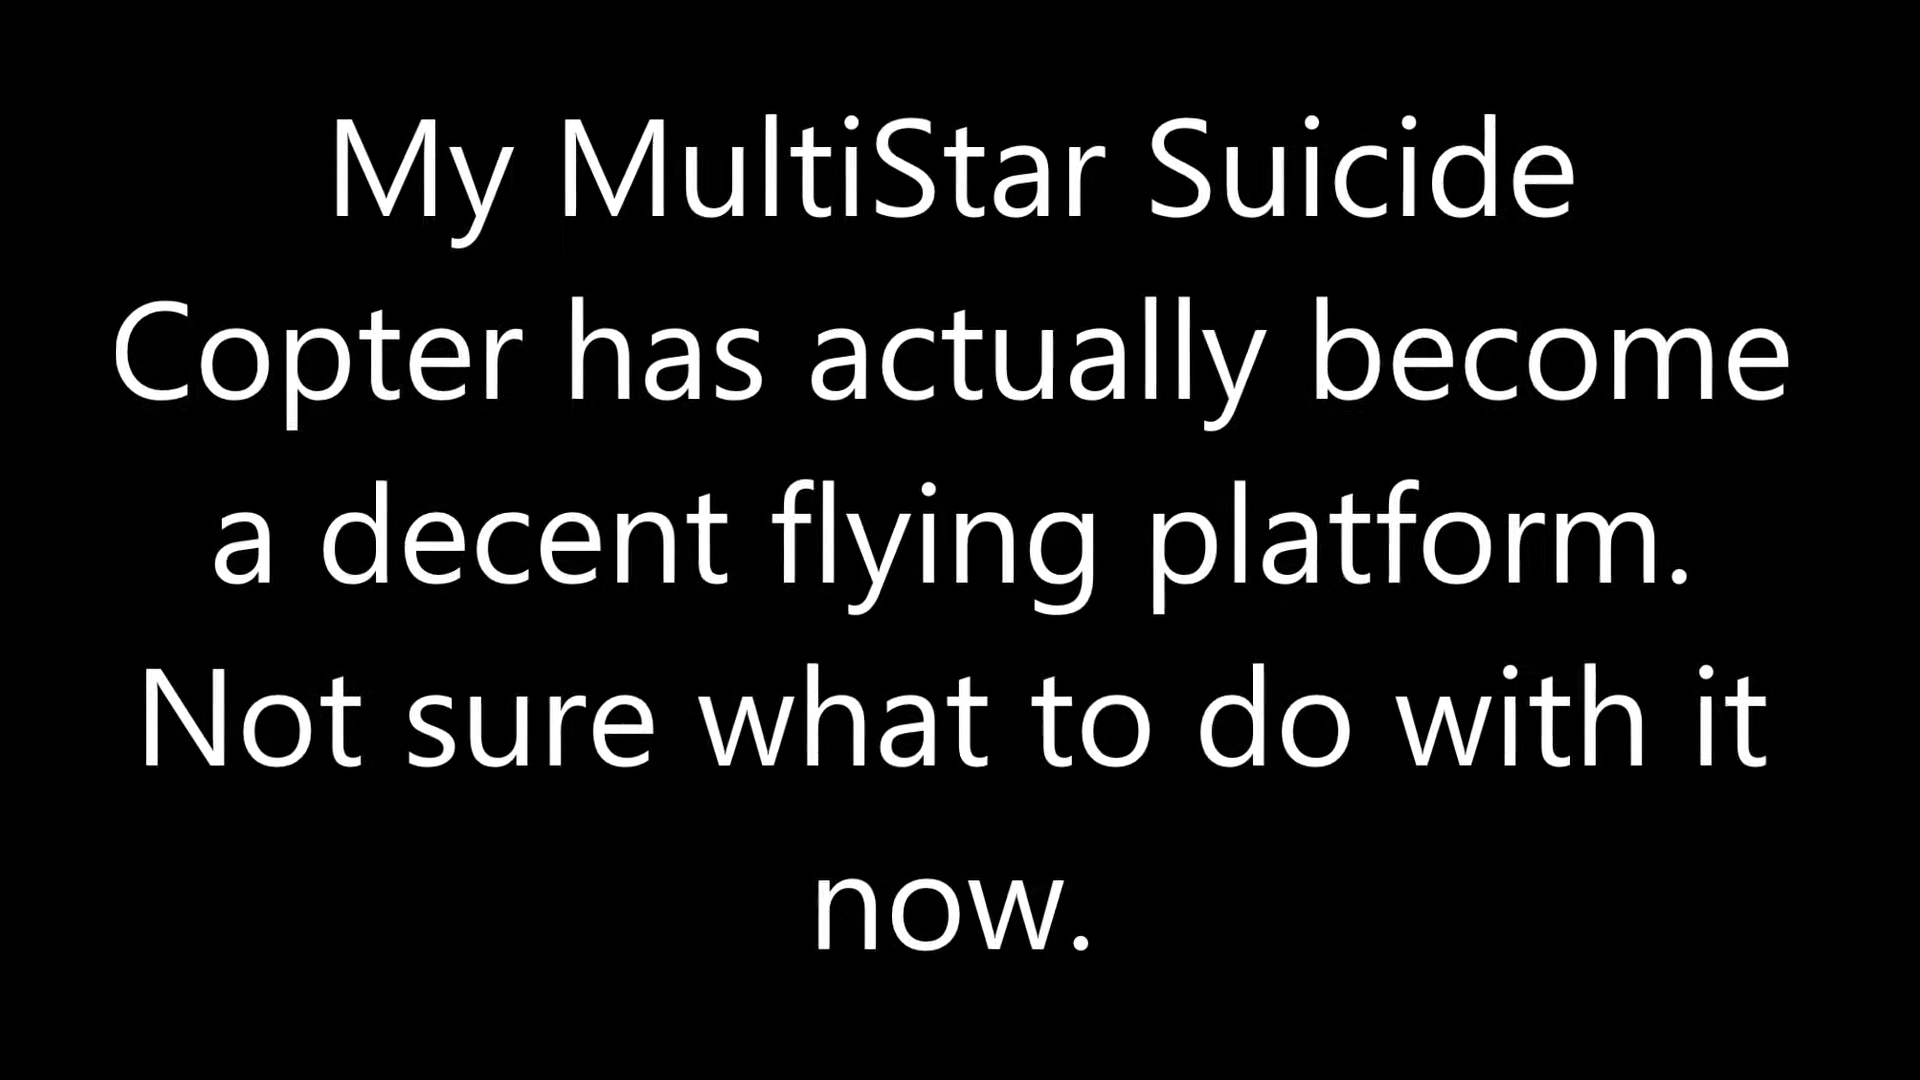 My MultiStar Suicide
Copter has actually become
a decent flying platform.
Not sure what to do with it
now.